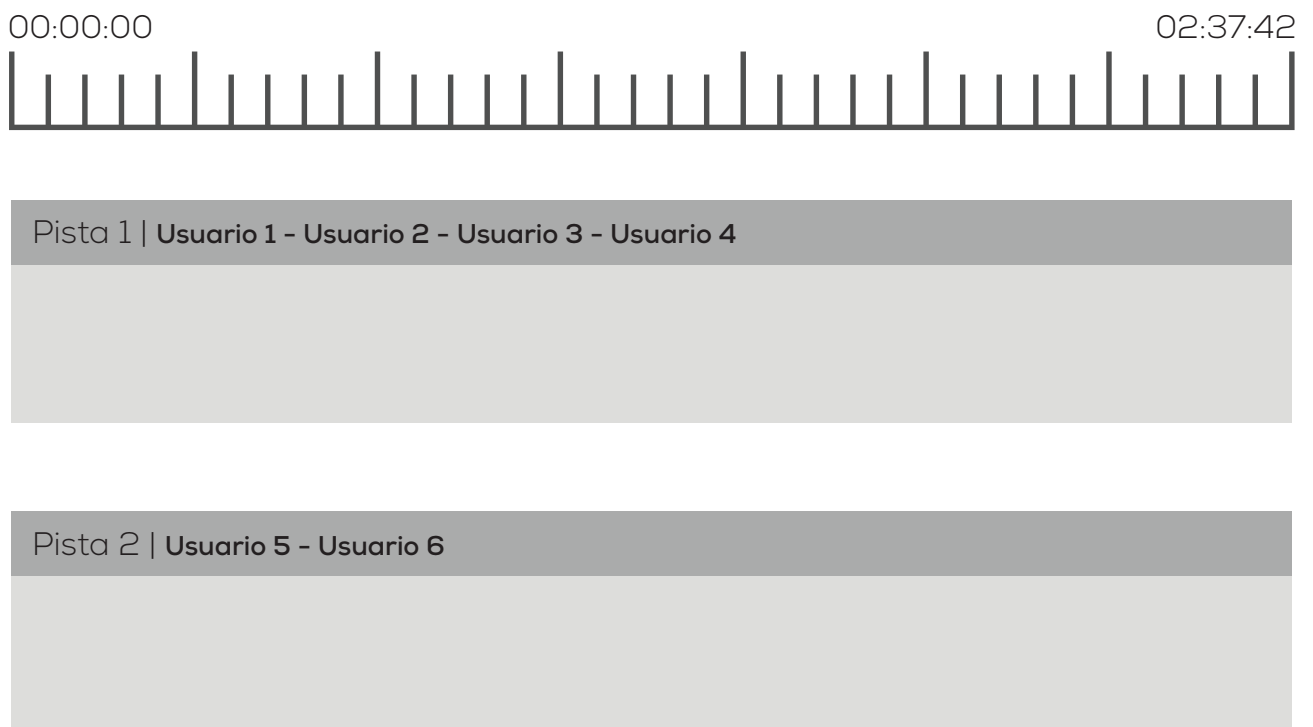 00:00:00 02:37:42
Pista 1 | Usuario 1 - Usuario 2 - Usuario 3 - Usuario 4
Pista 2 | Usuario 5 - Usuario 6